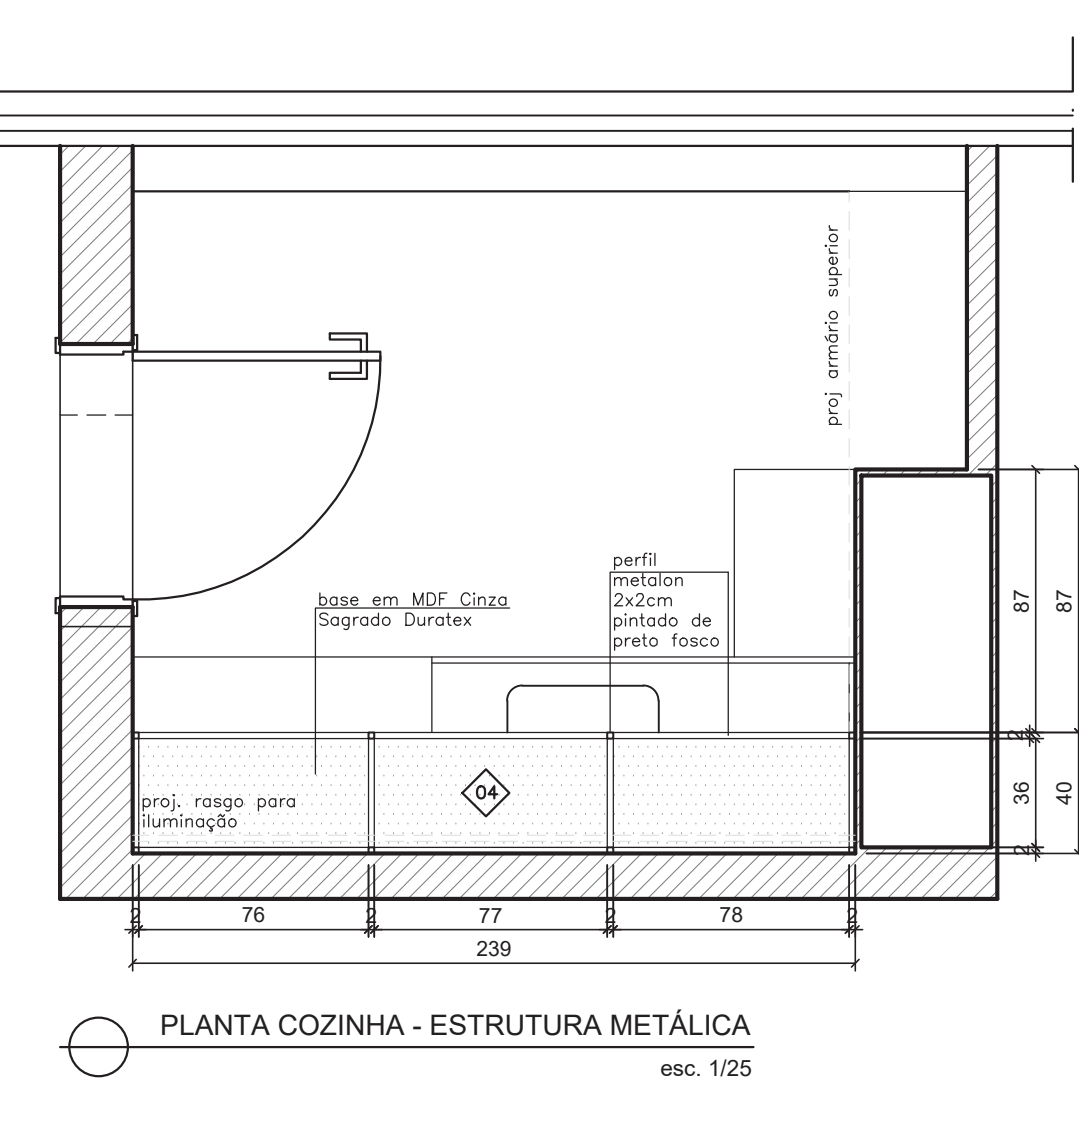 proj armário superior
perfil
metalon
2x2cm
pintado de
preto fosco
base em MDF Cinza
Sagrado Duratex
87
87
2
36
40
2
04
proj. rasgo para
iluminação
2
76
2
77
2
78
2
239
PLANTA COZINHA - ESTRUTURA METÁLICA
esc. 1/25